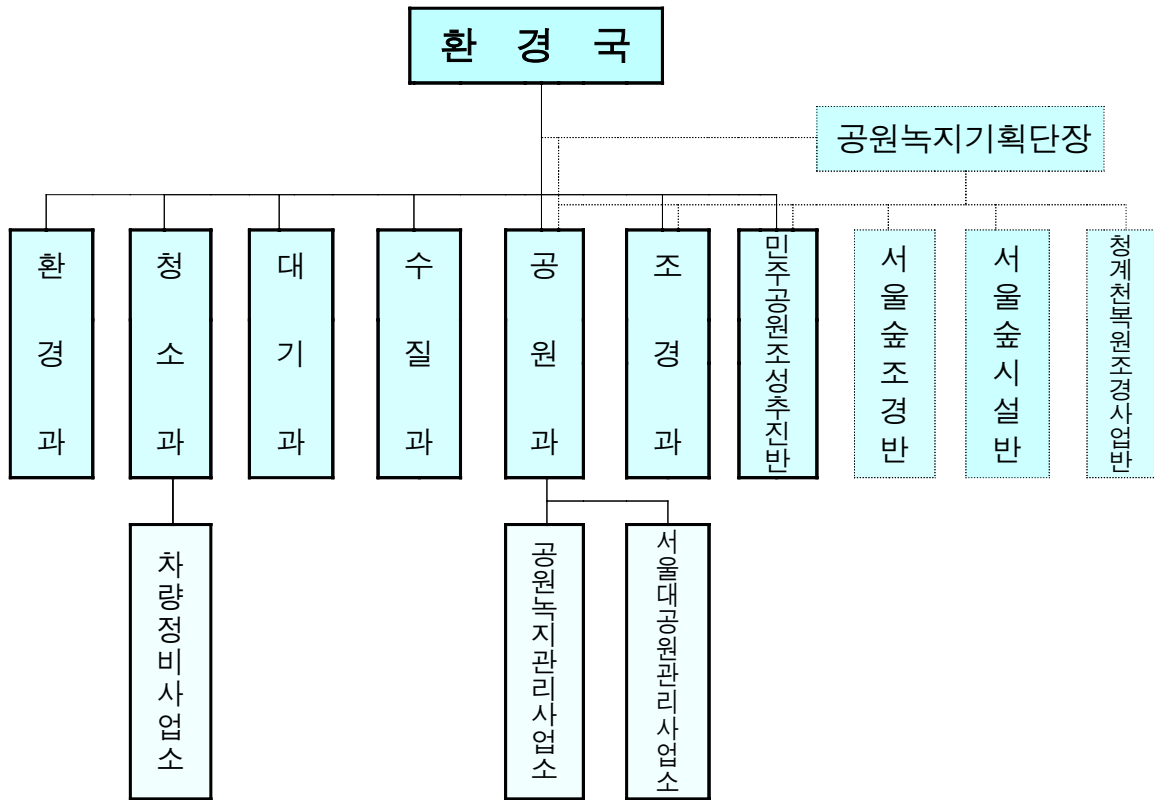 환 경 국
공원녹지기획단장
환경과
청소과
대기과
수질과
공원과
조경과
민주공원조성추진반
서울숲조경반
서울숲시설반
청계천복원조경사업반
차량정비사업소
공원녹지관리사업소
서울대공원관리사업소